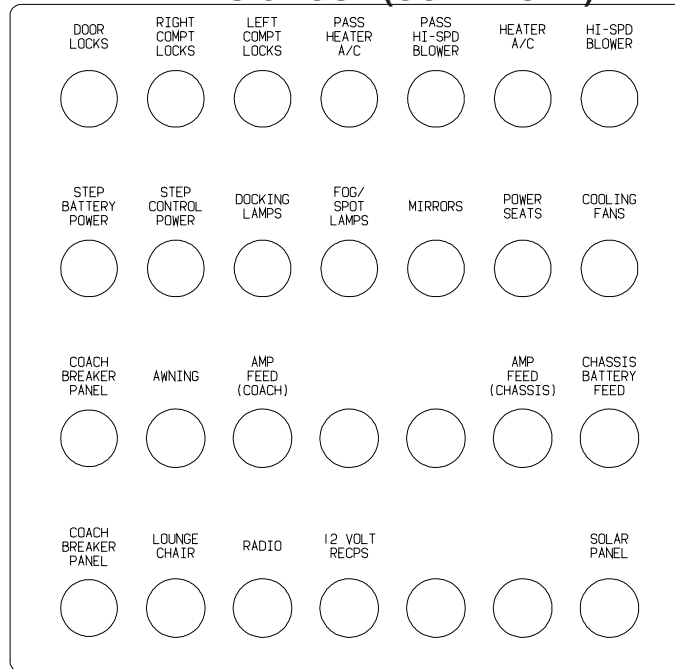 DOOR
LOCKS
RIGHT
COMPT
LOCKS
LEFT
COMPT
LOCKS
PASS
HEATER
A/C
PASS
HI-SPD
BLOWER
HEATER
A/C
HI-SPD
BLOWER
STEP
BATTERY
POWER
STEP
CONTROL
POWER
DOCKING
LAMPS
FOG/
SPOT
LAMPS
MIRRORS
POWER
SEATS
COOLING
FANS
COACH
BREAKER
PANEL
AWNING
AMP
FEED
(COACH)
AMP
FEED
(CHASSIS)
CHASSIS
BATTERY
FEED
COACH
BREAKER
PANEL
LOUNGE
CHAIR
RADIO
12 VOLT
RECPS
SOLAR
PANEL